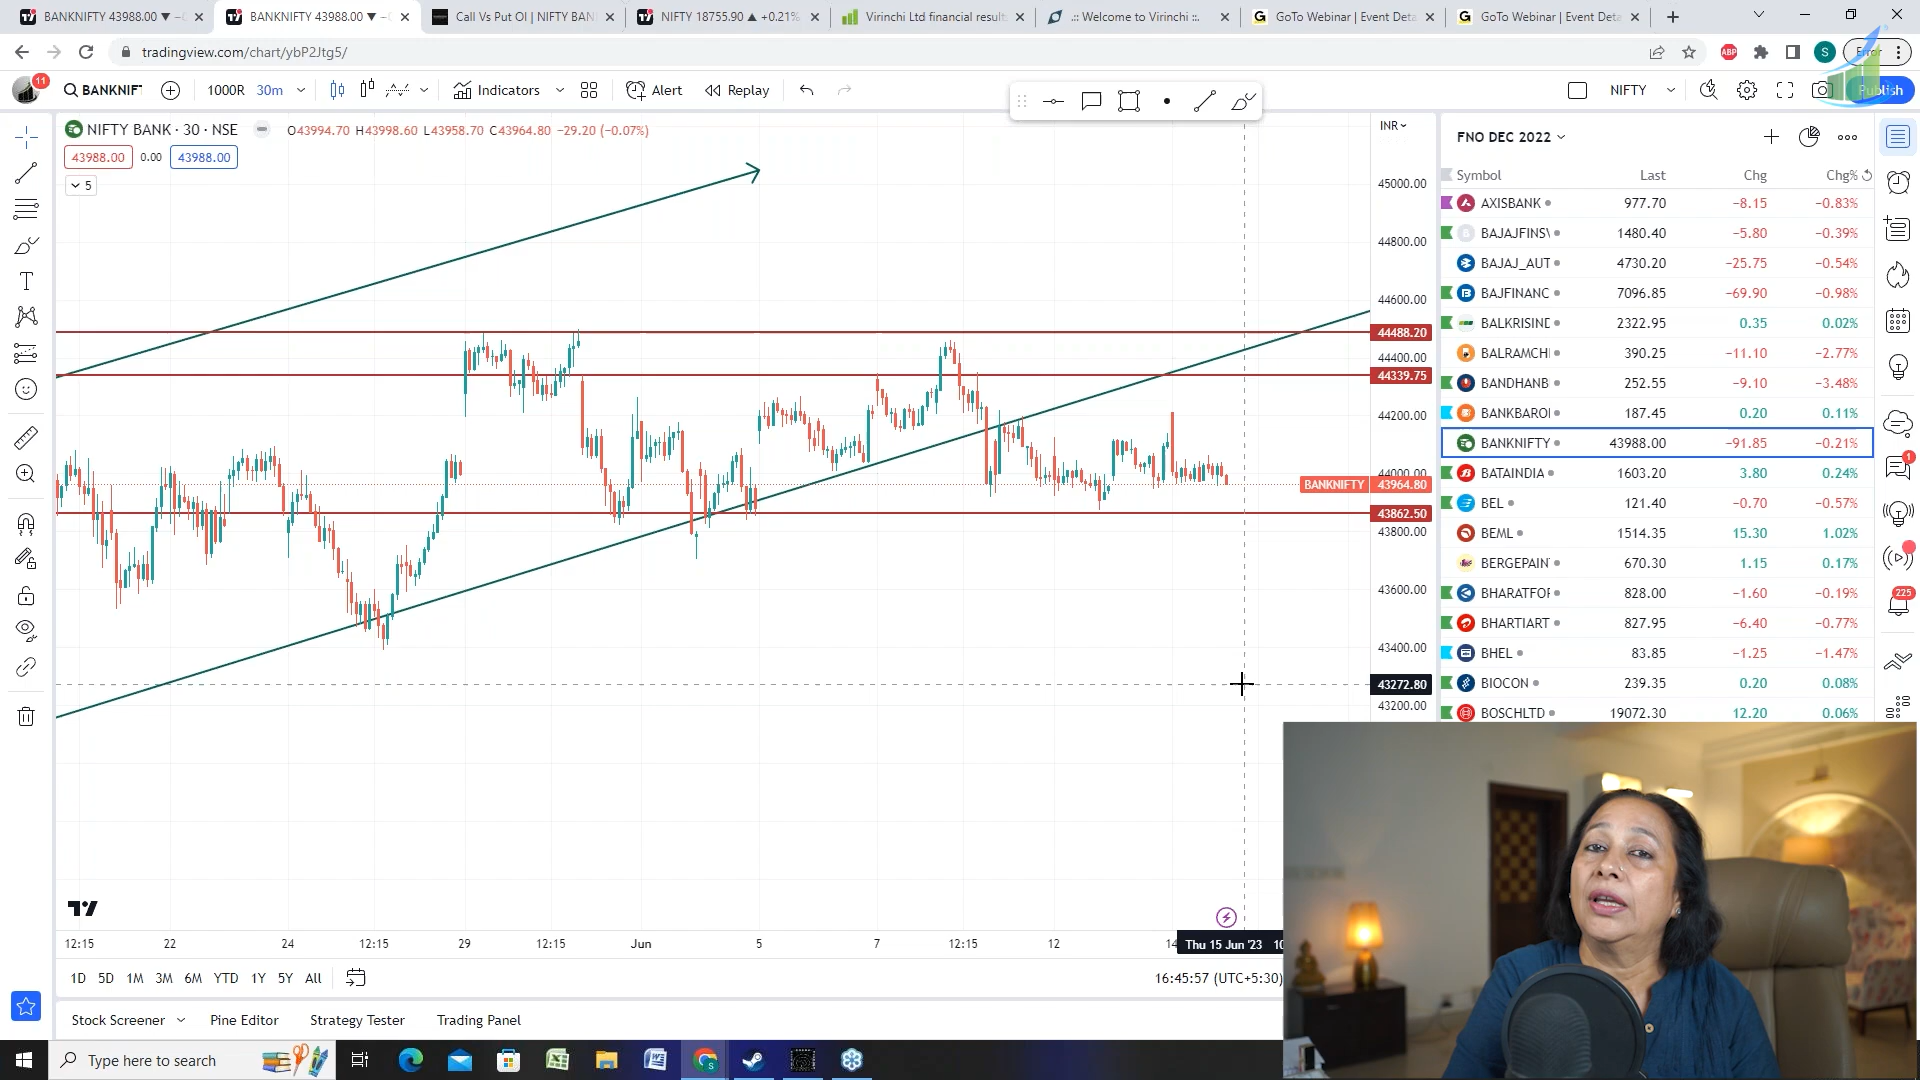 BANKNIFTY 43988.00 ▼ −
BANKNIFTY 43988.00 ▼ −
Call Vs Put OI | NIFTY BAN
NIFTY 18755.90 ▲ +0.21%
Virinchi Ltd financial result
.:: Welcome to Virinchi ::.
GoTo Webinar | Event Deta
GoTo Webinar | Event Deta
tradingview.com/chart/ybP2Jtg5/
ABP
S
11
BANKNIF
1000R
30m
Indicators
Alert
Replay
NIFTY
NIFTY BANK · 30 · NSE
O43994.70 H43998.60 L43958.70 C43964.80 −29.20 (−0.07%)
43988.00 0.00 43988.00
5
INR
45000.00
44800.00
44600.00
44488.20
44400.00
44339.75
44200.00
44000.00
BANKNIFTY 43964.80
43862.50
43800.00
43600.00
43400.00
43272.80
43200.00
12:15 22 24 12:15 29 12:15 Jun 5 7 12:15 12 14 Thu 15 Jun '23 10
1D 5D 1M 3M 6M YTD 1Y 5Y All
16:45:57 (UTC+5:30)
Stock Screener Pine Editor Strategy Tester Trading Panel
FNO DEC 2022
Symbol Last Chg Chg%
AXISBANK 977.70 −8.15 −0.83%
BAJAJFINSV 1480.40 −5.80 −0.39%
BAJAJ_AUT 4730.20 −25.75 −0.54%
BAJFINANC 7096.85 −69.90 −0.98%
BALKRISIND 2322.95 0.35 0.02%
BALRAMCHI 390.25 −11.10 −2.77%
BANDHANB 252.55 −9.10 −3.48%
BANKBAROI 187.45 0.20 0.11%
BANKNIFTY 43988.00 −91.85 −0.21%
BATAINDIA 1603.20 3.80 0.24%
BEL 121.40 −0.70 −0.57%
BEML 1514.35 15.30 1.02%
BERGEPAIN 670.30 1.15 0.17%
BHARATFOR 828.00 −1.60 −0.19%
BHARTIART 827.95 −6.40 −0.77%
BHEL 83.85 −1.25 −1.47%
BIOCON 239.35 0.20 0.08%
BOSCHLTD 19072.30 12.20 0.06%
1
225
Type here to search